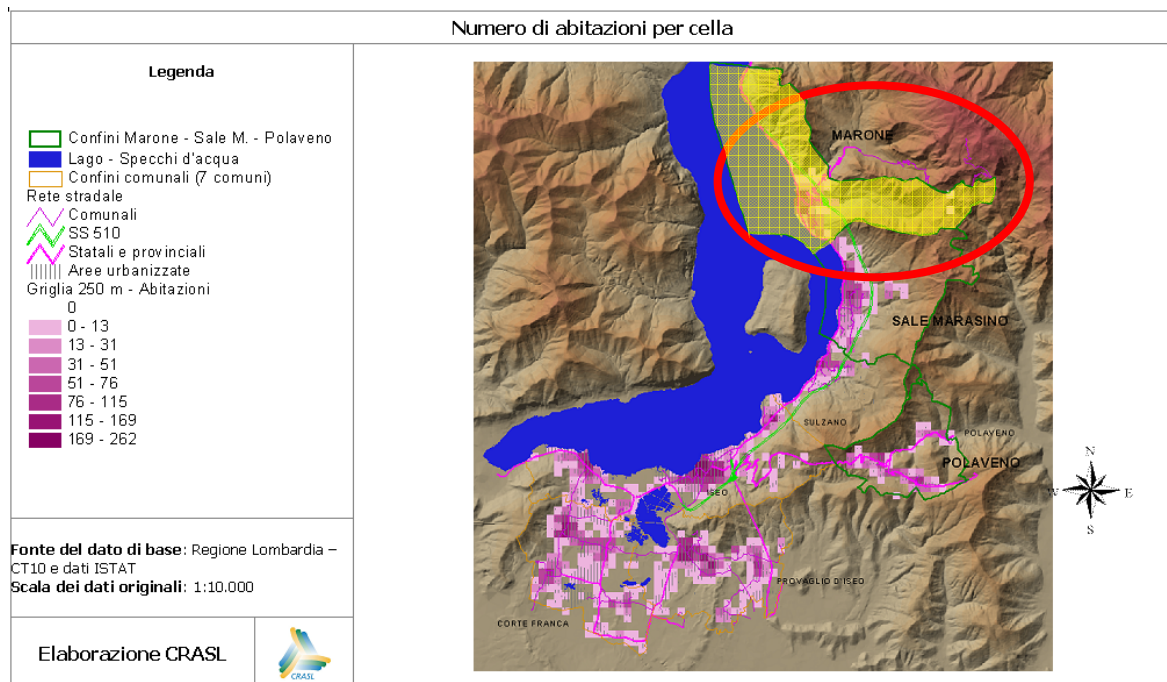 Numero di abitazioni per cella
Legenda
Confini Marone - Sale M. - Polaveno
Lago - Specchi d'acqua
Confini comunali (7 comuni)
Rete stradale
Comunali
SS 510
Statali e provinciali
Aree urbanizzate
Griglia 250 m - Abitazioni
0
0 - 13
13 - 31
31 - 51
51 - 76
76 - 115
115 - 169
169 - 262
Fonte del dato di base: Regione Lombardia –
CT10 e dati ISTAT
Scala dei dati originali: 1:10.000
Elaborazione CRASL
CRASL
MARONE
SALE MARASINO
SULZANO
POLAVENO
POLAVENO
ISEO
PROVAGLIO D'ISEO
CORTE FRANCA
N
W
E
S